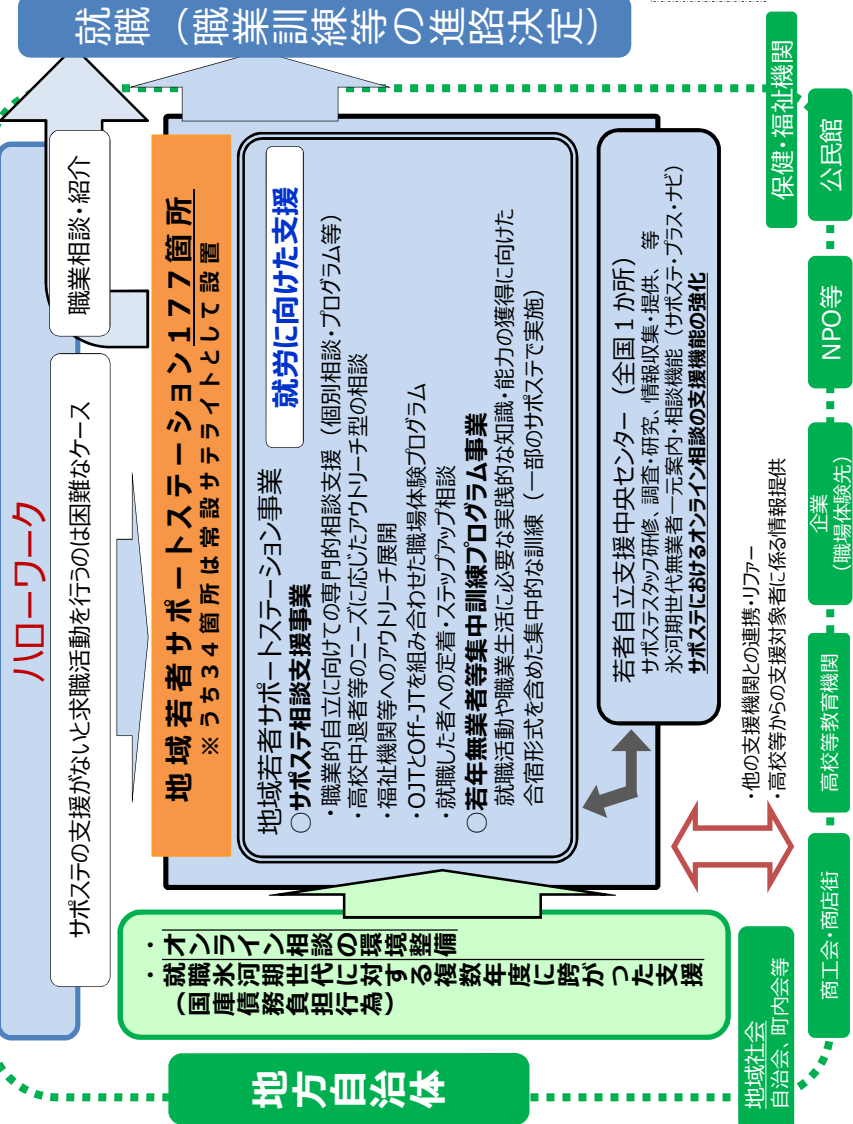 ハローワーク
サポステの支援がないと求職活動を行うのは困難なケース
職業相談・紹介
就職（職業訓練等の進路決定）
地域若者サポートステーション１７７箇所
※うち３４箇所は常設サテライトとして設置
地域若者サポートステーション事業
就労に向けた支援
○サポステ相談支援事業
・職業的自立に向けての専門的相談支援（個別相談・プログラム等）
・高校中退者等のニーズに応じたアウトリーチ型の相談
・福祉機関等へのアウトリーチ展開
・OJTとOff-JTを組み合わせた職場体験プログラム
・就職した者への定着・ステップアップ相談
○若年無業者等集中訓練プログラム事業
就職活動や職業生活に必要な実践的な知識・能力の獲得に向けた
合宿形式を含めた集中的な訓練（一部のサポステで実施）
若者自立支援中央センター（全国１か所）
サポステスタッフ研修、調査・研究、情報収集・提供、等
氷河期世代無業者一元案内・相談機能（サポステ・プラス・ナビ）
サポステにおけるオンライン相談の支援機能の強化
・オンライン相談の環境整備
・就職氷河期世代に対する複数年度に跨がった支援
（国庫債務負担行為）
地方自治体
・他の支援機関との連携・リファー
・高校等からの支援対象者に係る情報提供
地域社会
自治会、町内会等
商工会・商店街
高校等教育機関
企業
（職場体験先）
NPO等
公民館
保健・福祉機関